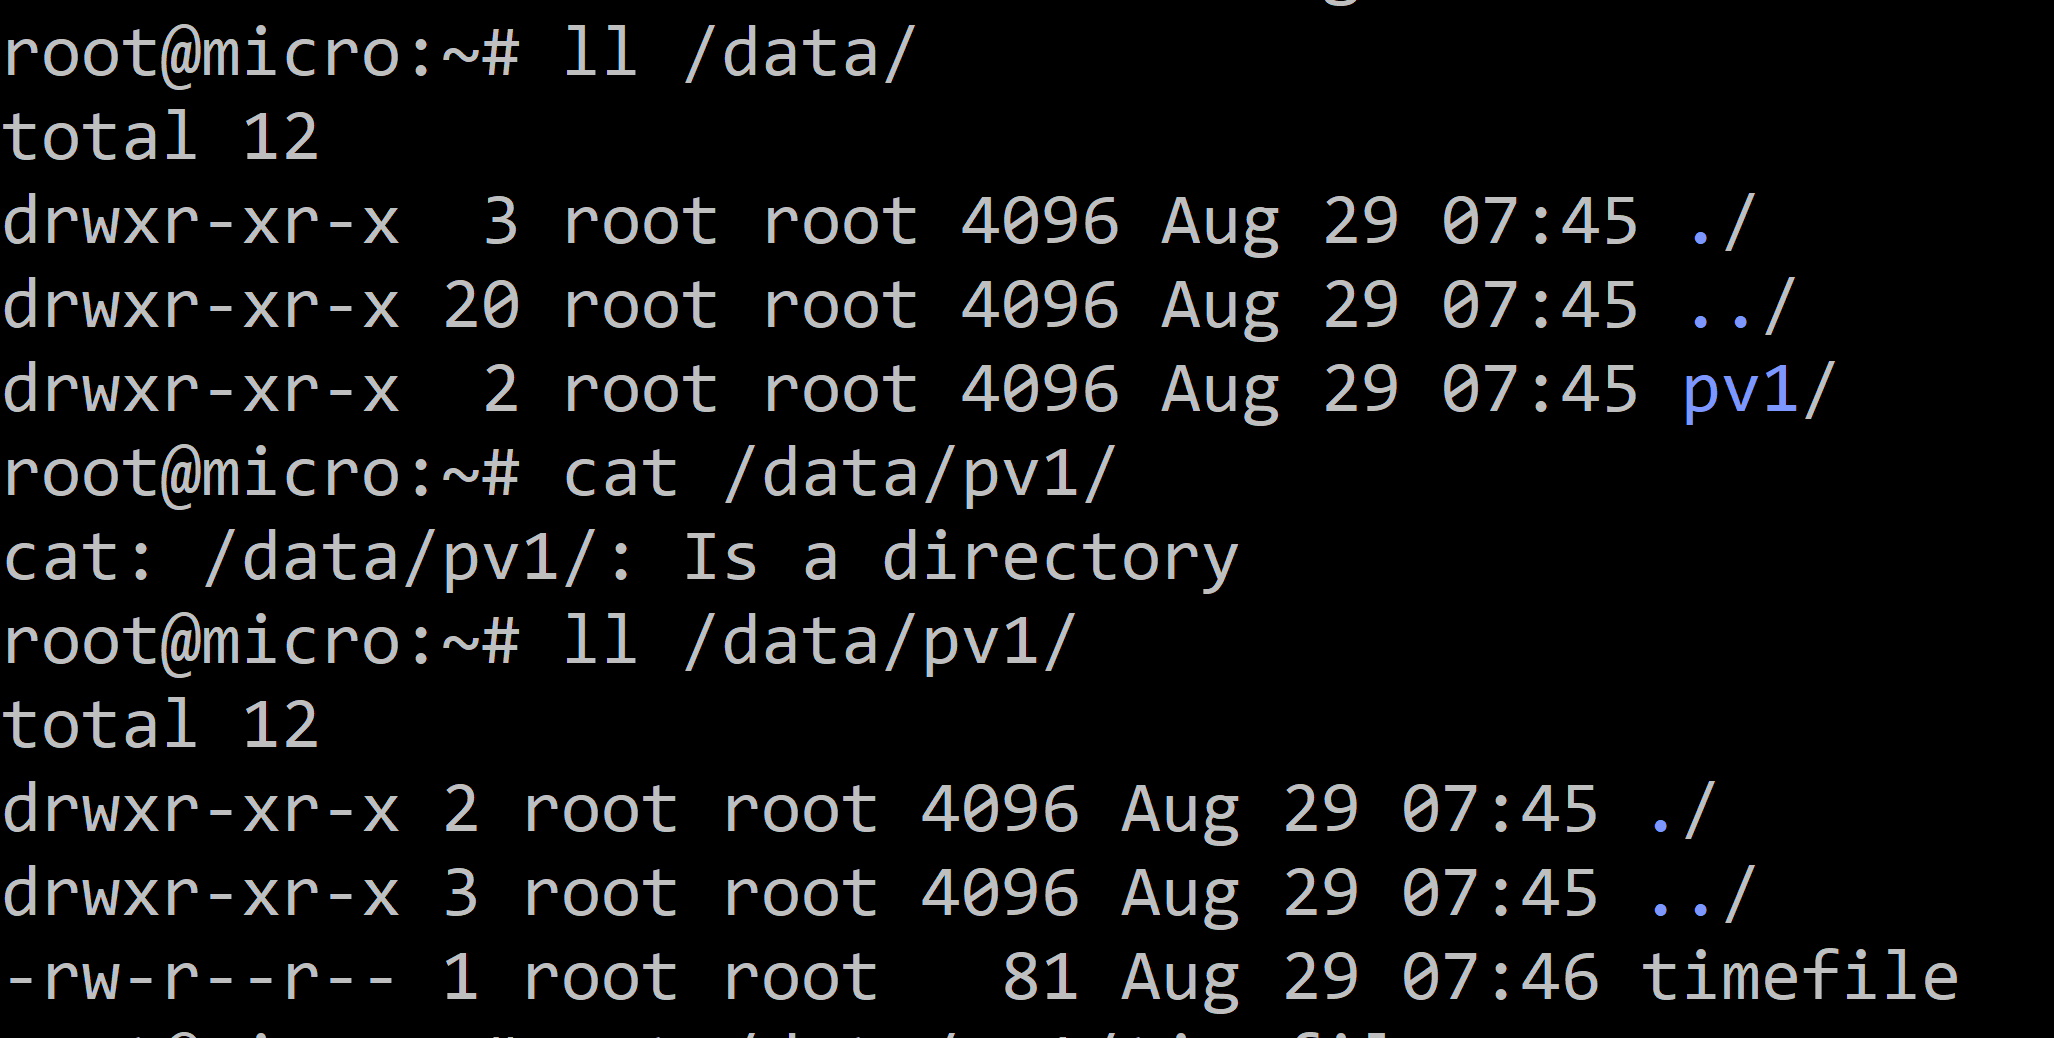 root@micro:~# ll /data/
total 12
drwxr-xr-x  3 root root 4096 Aug 29 07:45 ./
drwxr-xr-x 20 root root 4096 Aug 29 07:45 ../
drwxr-xr-x  2 root root 4096 Aug 29 07:45 pv1/
root@micro:~# cat /data/pv1/
cat: /data/pv1/: Is a directory
root@micro:~# ll /data/pv1/
total 12
drwxr-xr-x 2 root root 4096 Aug 29 07:45 ./
drwxr-xr-x 3 root root 4096 Aug 29 07:45 ../
-rw-r--r-- 1 root root   81 Aug 29 07:46 timefile